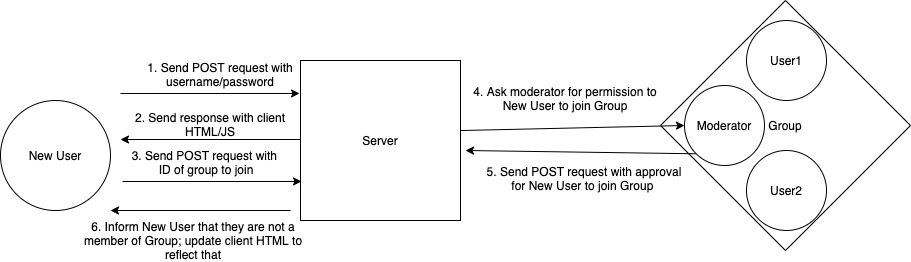 1. Send POST request with
username/password
2. Send response with client
HTML/JS
3. Send POST request with
ID of group to join
6. Inform New User that they are not a
member of Group; update client HTML to
reflect that
New User
Server
4. Ask moderator for permission to
New User to join Group
5. Send POST request with approval
for New User to join Group
User1
Moderator
Group
User2